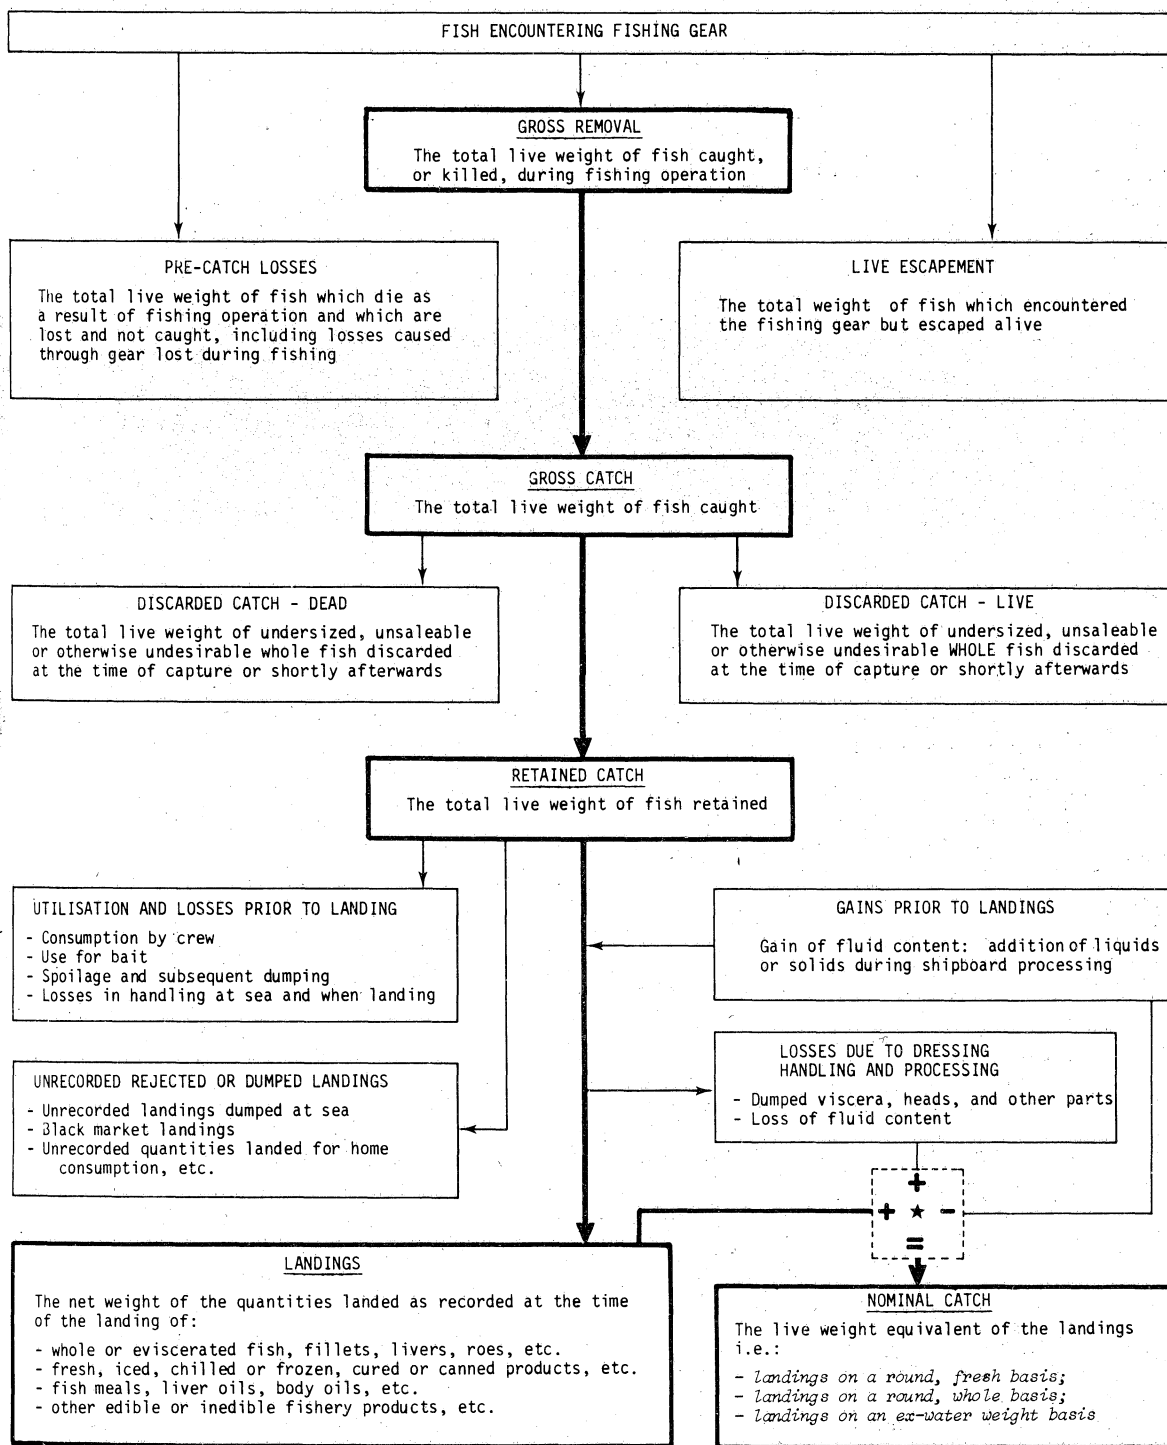 FISH ENCOUNTERING FISHING GEAR
GROSS REMOVAL
The total live weight of fish caught,
or killed, during fishing operation
PRE-CATCH LOSSES
The total live weight of fish which die as
a result of fishing operation and which are
lost and not caught, including losses caused
through gear lost during fishing
LIVE ESCAPEMENT
The total weight of fish which encountered
the fishing gear but escaped alive
GROSS CATCH
The total live weight of fish caught
DISCARDED CATCH - DEAD
The total live weight of undersized, unsaleable
or otherwise undesirable whole fish discarded
at the time of capture or shortly afterwards
DISCARDED CATCH - LIVE
The total live weight of undersized, unsaleable
or otherwise undesirable WHOLE fish discarded
at the time of capture or shortly afterwards
RETAINED CATCH
The total live weight of fish retained
UTILISATION AND LOSSES PRIOR TO LANDING
- Consumption by crew
- Use for bait
- Spoilage and subsequent dumping
- Losses in handling at sea and when landing
GAINS PRIOR TO LANDINGS
Gain of fluid content: addition of liquids
or solids during shipboard processing
LOSSES DUE TO DRESSING
HANDLING AND PROCESSING
- Dumped viscera, heads, and other parts
- Loss of fluid content
UNRECORDED REJECTED OR DUMPED LANDINGS
- Unrecorded landings dumped at sea
- Black market landings
- Unrecorded quantities landed for home
consumption, etc.
+
+ ★ -
=
LANDINGS
The net weight of the quantities landed as recorded at the time
of the landing of:
- whole or eviscerated fish, fillets, livers, roes, etc.
- fresh, iced, chilled or frozen, cured or canned products, etc.
- fish meals, liver oils, body oils, etc.
- other edible or inedible fishery products, etc.
NOMINAL CATCH
The live weight equivalent of the landings
i.e.:
- landings on a round, fresh basis;
- landings on a round, whole basis;
- landings on an ex-water weight basis